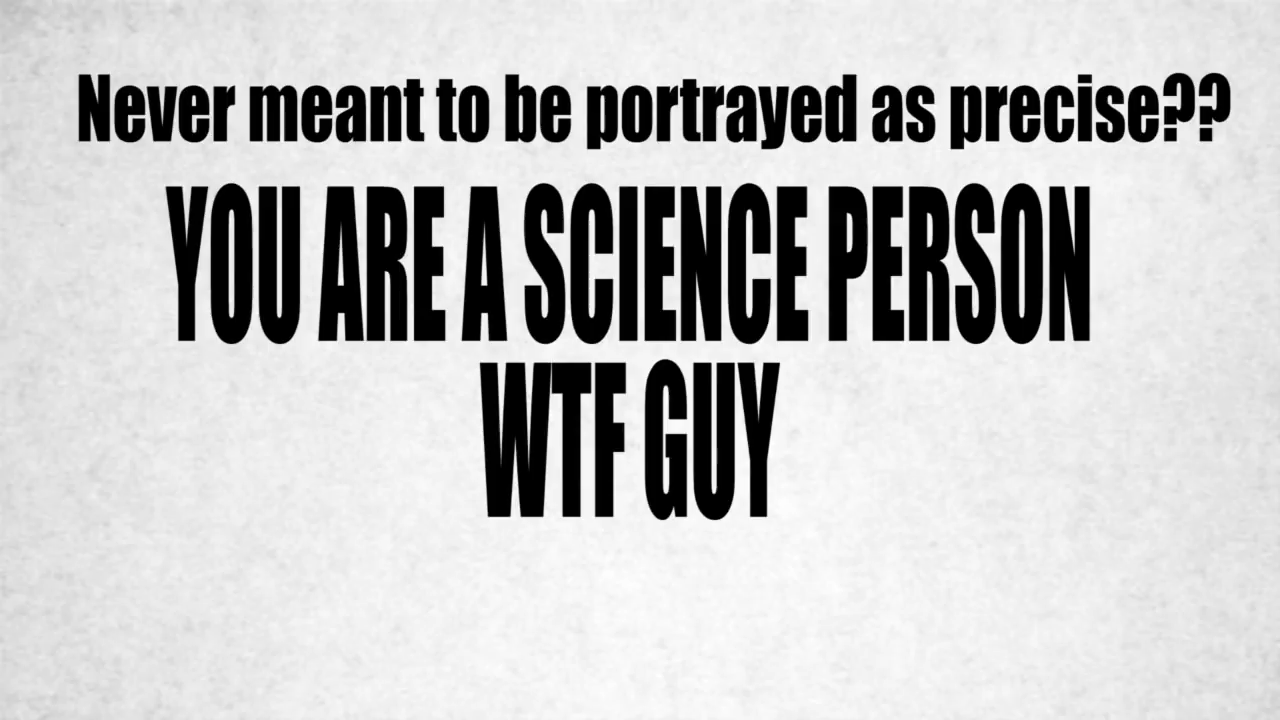 Never meant to be portrayed as precise??
YOU ARE A SCIENCE PERSON
WTF GUY